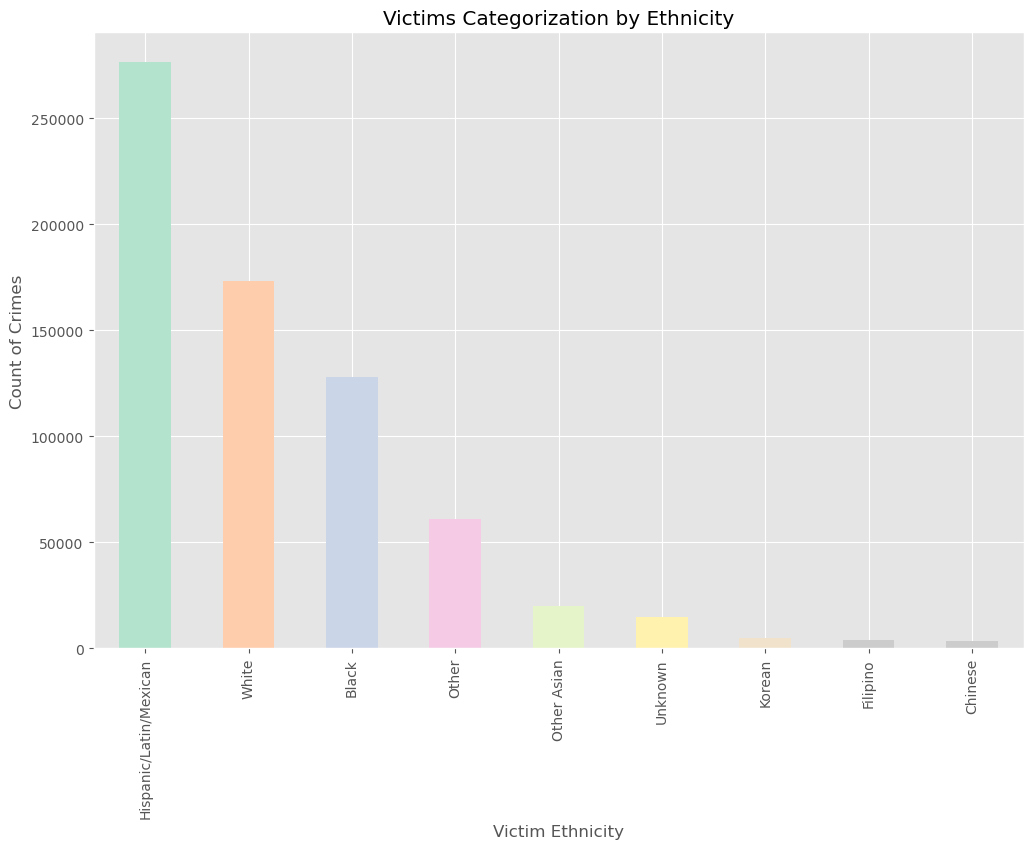 Victims Categorization by Ethnicity
Count of Crimes
250000
200000
150000
100000
50000
0
Hispanic/Latin/Mexican
White
Black
Other
Other Asian
Unknown
Korean
Filipino
Chinese
Victim Ethnicity